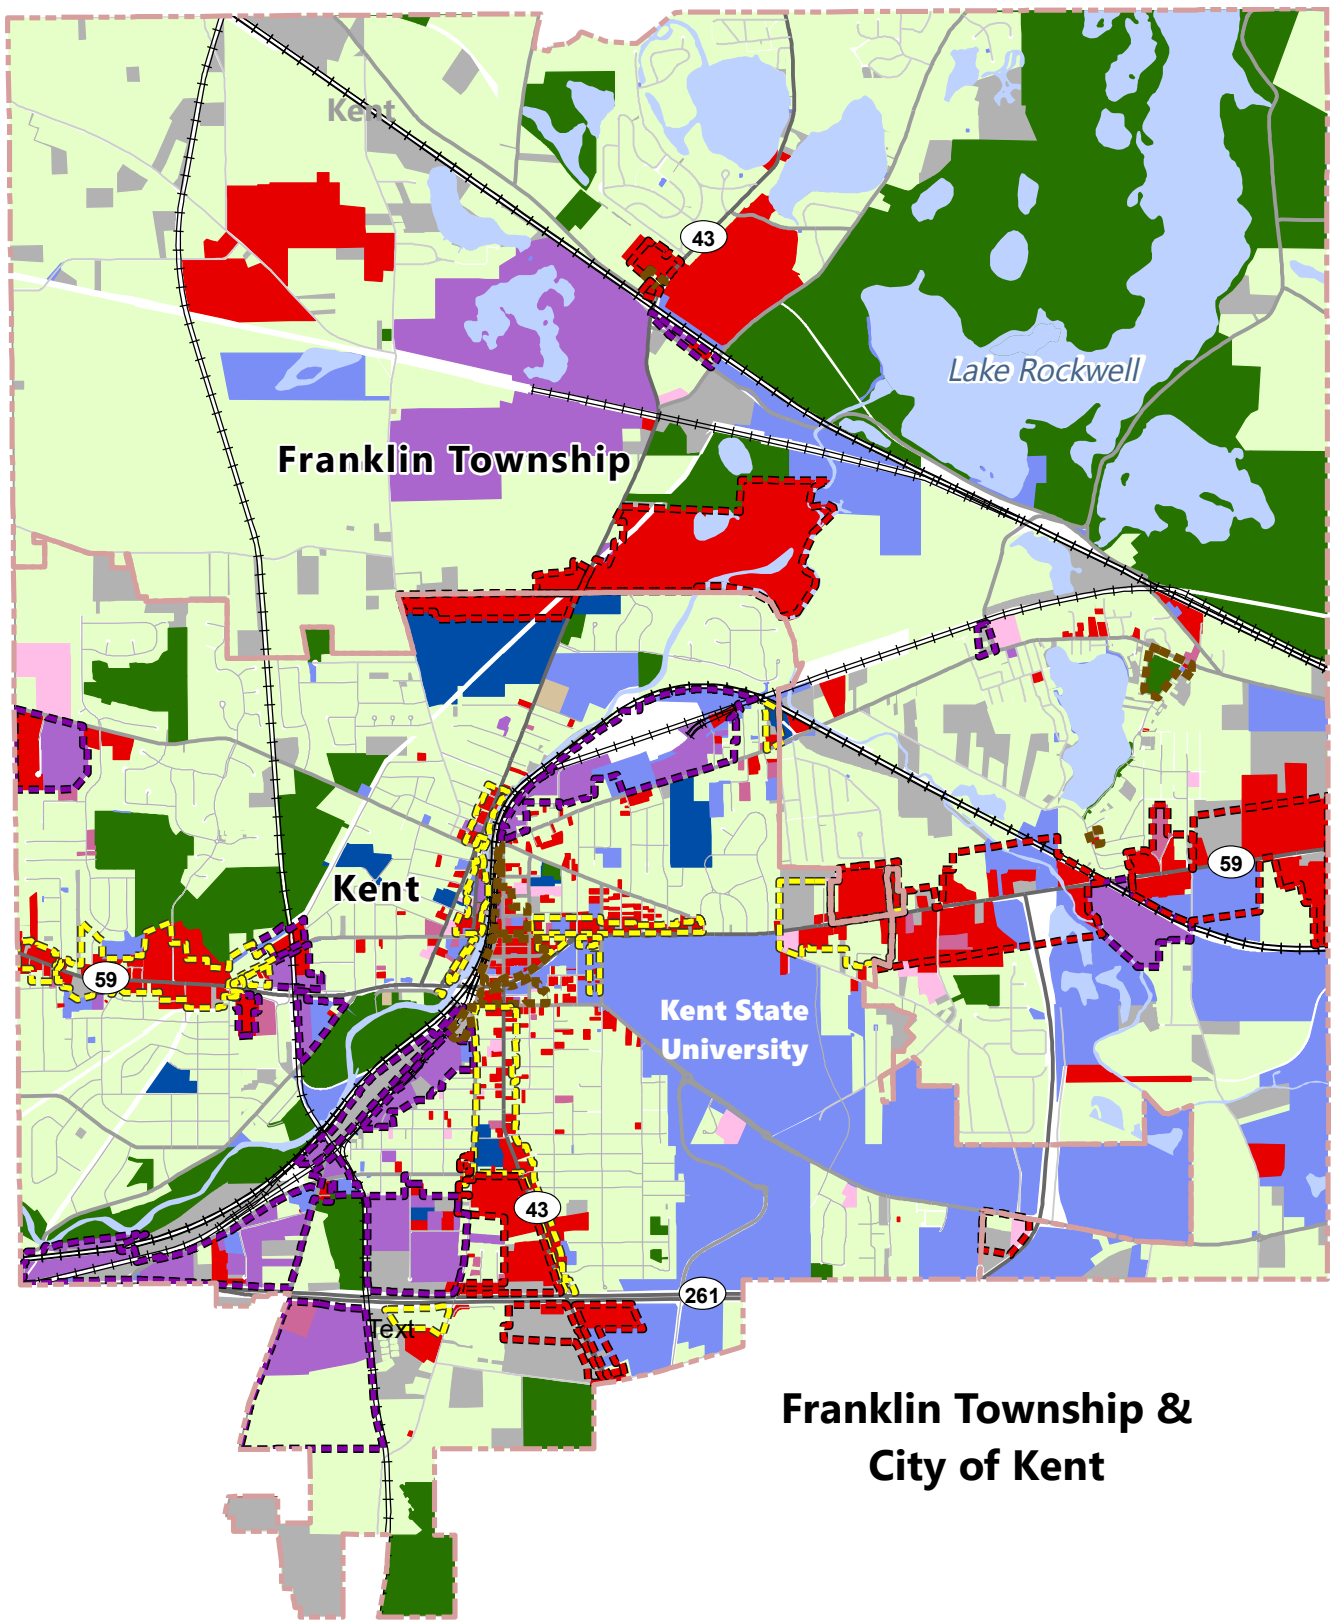 Kent
43
Lake Rockwell
Franklin Township
59
Kent
59
Kent State
University
43
261
Text
Franklin Township &
City of Kent